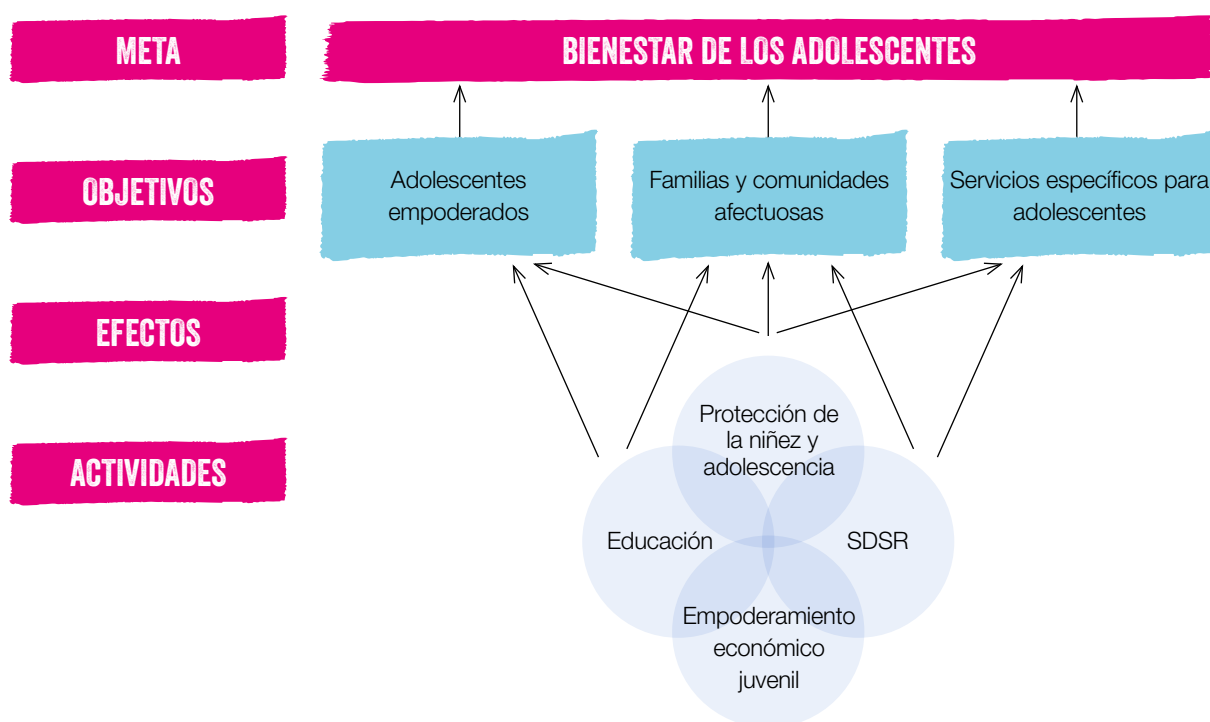 META
BIENESTAR DE LOS ADOLESCENTES
OBJETIVOS
Adolescentes
empoderados
Familias y comunidades
afectuosas
Servicios específicos para
adolescentes
EFECTOS
ACTIVIDADES
Protección de
la niñez y
adolescencia
Educación
SDSR
Empoderamiento
económico
juvenil